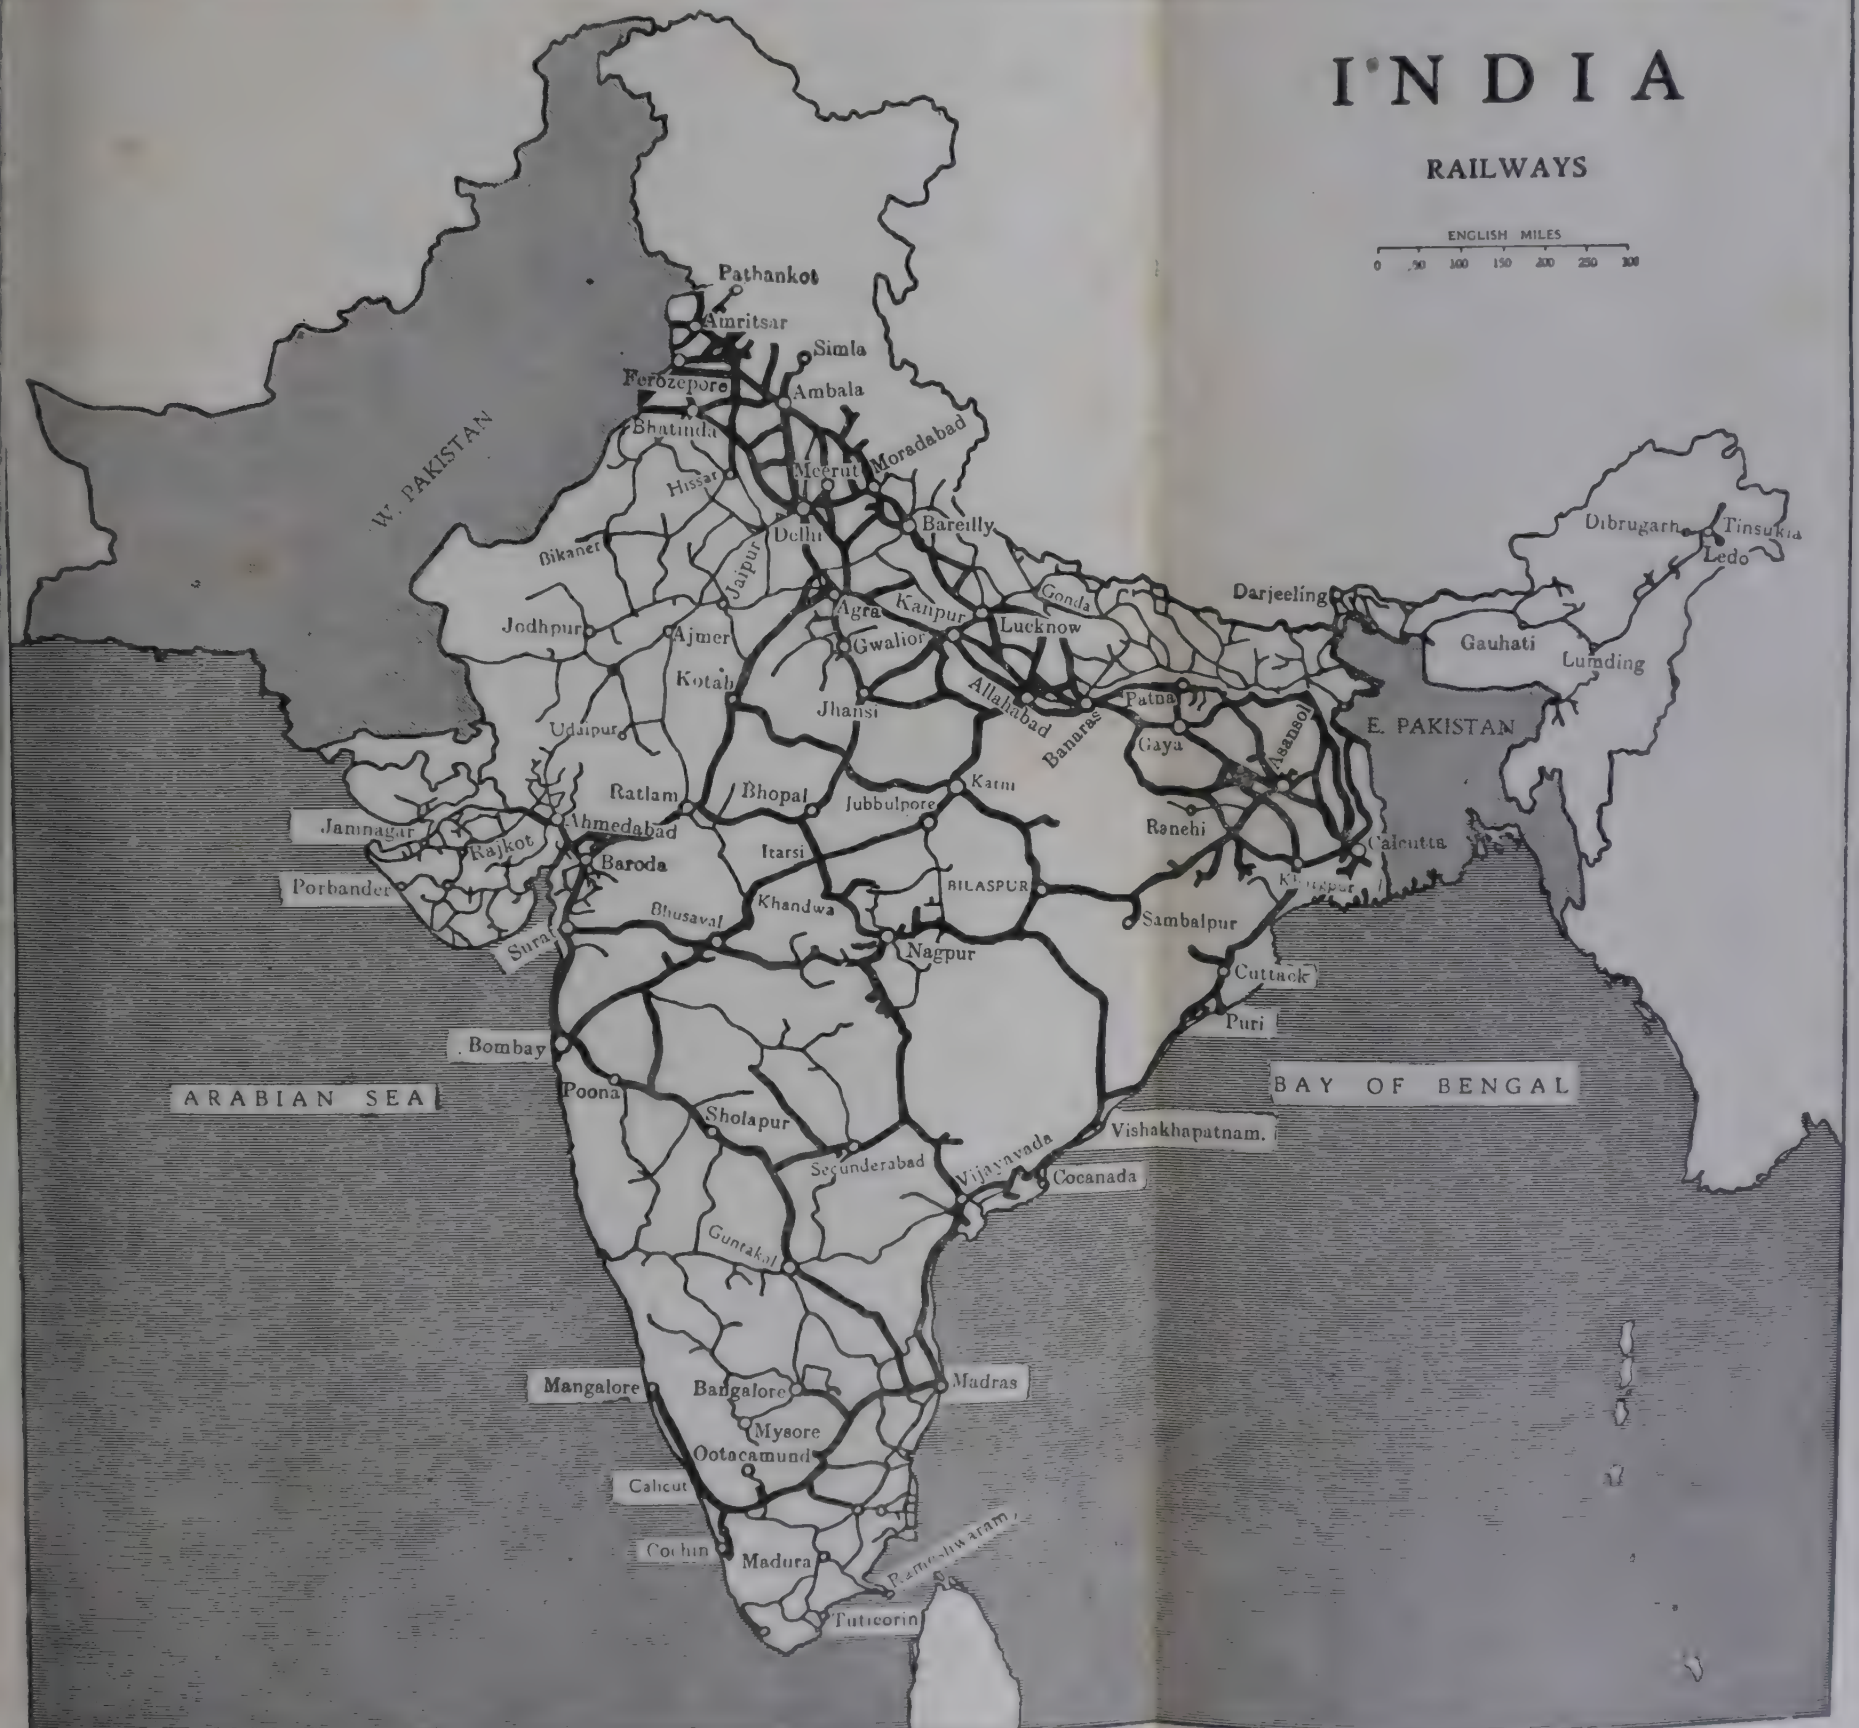 INDIA
RAILWAYS
ENGLISH MILES
0 50 100 150 200 250 300
Pathankot
Amritsar
Simla
Ferozepore
Ambala
W. PAKISTAN
Bhatinda
Moradabad
Meerut
Hissar
Bareilly
Delhi
Dibrugarh
Tinsukia
Ledo
Bikaner
Jaipur
Gonda
Darjeeling
Agra
Kanpur
Lucknow
Jodhpur
Ajmer
Gwalior
Gauhati
Lumding
Kotah
Allahabad
Patna
Jhansi
Banaras
Gaya
Asansol
E. PAKISTAN
Udaipur
Ratlam
Bhopal
Jubbulpore
Katni
Jamnagar
Ahmedabad
Ranchi
Calcutta
Rajkot
Itarsi
Baroda
Porbander
BILASPUR
Khandwa
Bhusaval
Sambalpur
Surat
Nagpur
Cuttack
Puri
Bombay
ARABIAN SEA
BAY OF BENGAL
Poona
Sholapur
Vishakhapatnam.
Secunderabad
Vijayavada
Cocanada
Guntakal
Mangalore
Bangalore
Madras
Mysore
Ootacamund
Calicut
Cochin
Madura
Rameshwaram
Tuticorin